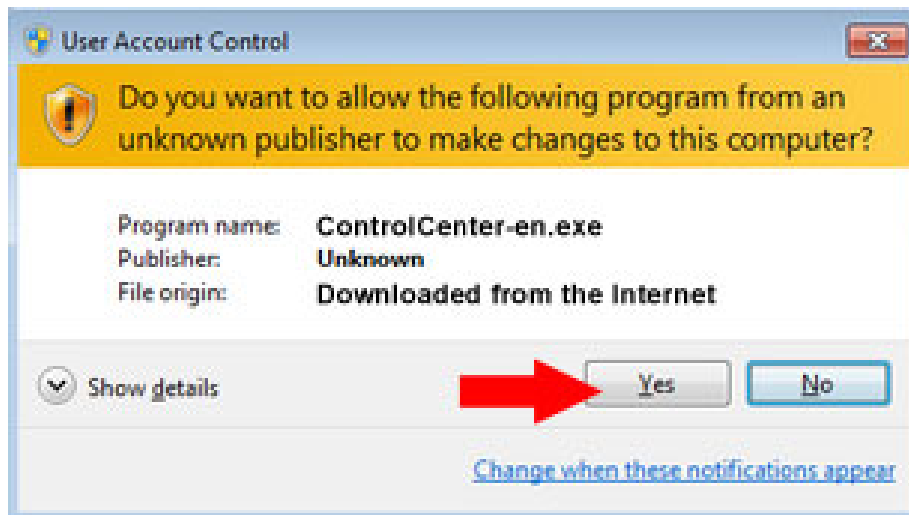 User Account Control
Do you want to allow the following program from an
unknown publisher to make changes to this computer?
Program name: ControlCenter-en.exe
Publisher: Unknown
File origin: Downloaded from the Internet
Show details
Yes
No
Change when these notifications appear